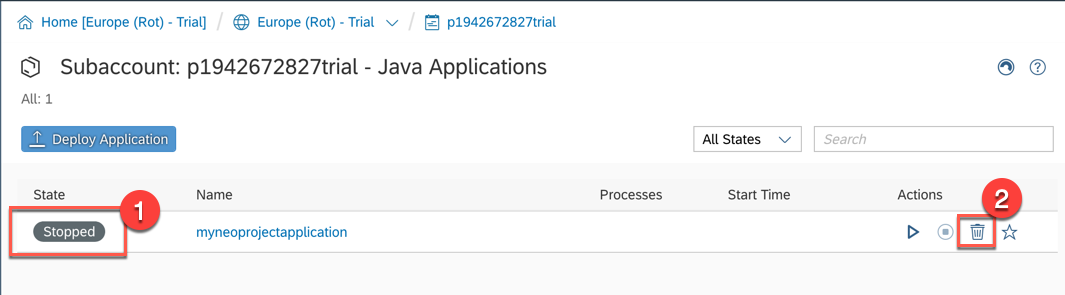 Home [Europe (Rot) - Trial] / Europe (Rot) - Trial / p1942672827trial
Subaccount: p1942672827trial - Java Applications
All: 1
Deploy Application All States Search
State Name Processes Start Time Actions
1 2
Stopped myneoprojectapplication